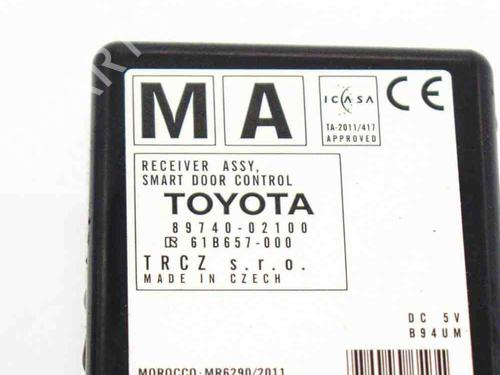 M A
ICASA
TA-2011/417
APPROVED
CE
RECEIVER ASSY,
SMART DOOR CONTROL
TOYOTA
89740-02100
61B657-000
TRCZ s.r.o.
MADE IN CZECH
DC 5V
B94UM
MOROCCO:MR6290/2011